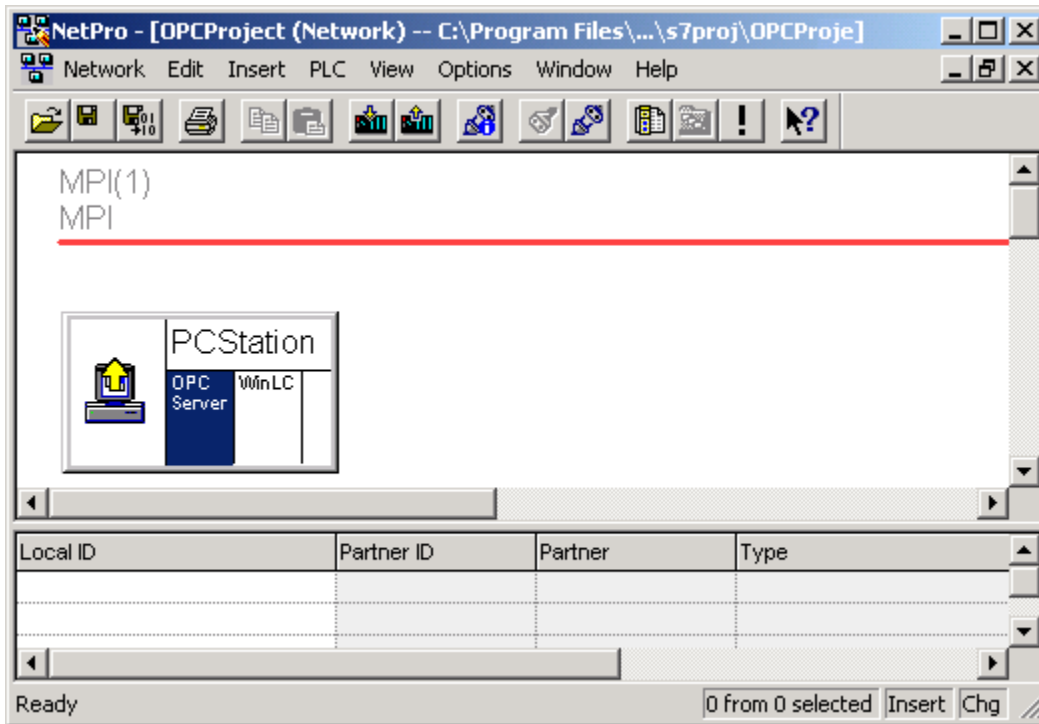 NetPro - [OPCProject (Network) -- C:\Program Files\...\s7proj\OPCProje]
Network Edit Insert PLC View Options Window Help
MPI(1)
MPI
PCStation
OPC WinLC
Server
Local ID Partner ID Partner Type
Ready 0 from 0 selected Insert Chg